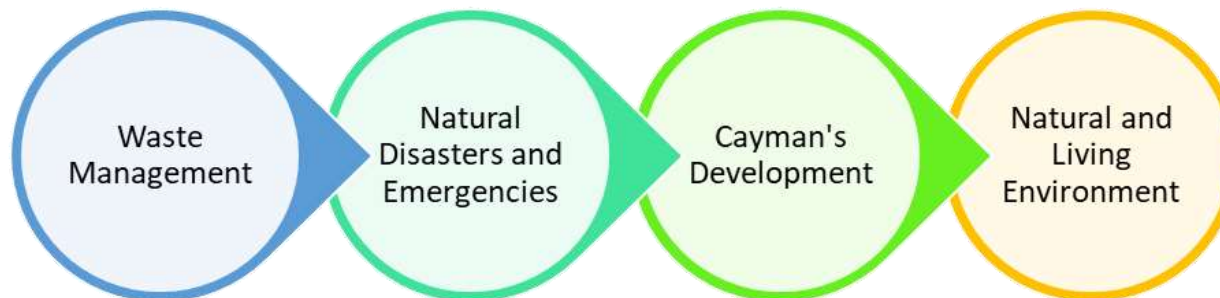 Waste
Management
Natural
Disasters and
Emergencies
Cayman's
Development
Natural and
Living
Environment